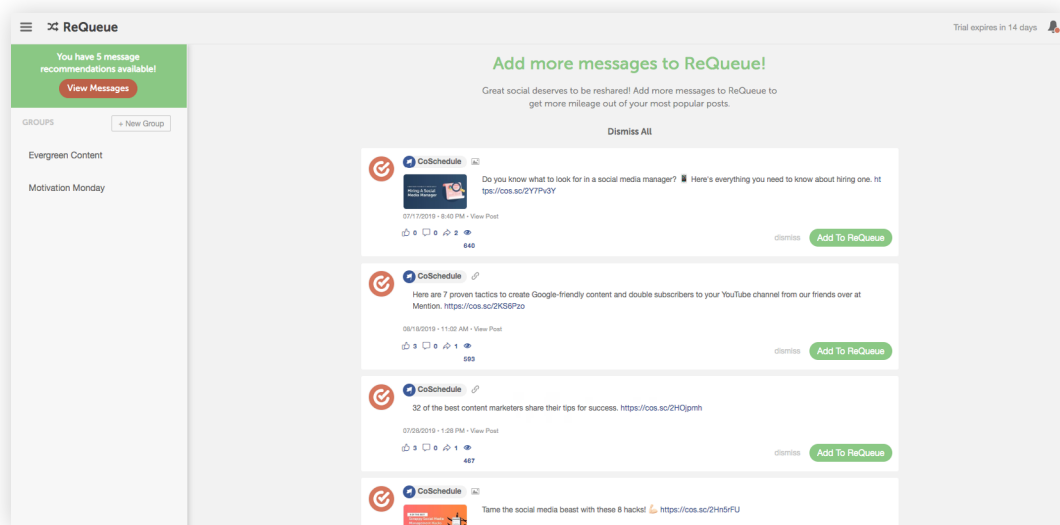 ReQueue
Trial expires in 14 days
You have 5 message
recommendations available!
View Messages
GROUPS
+ New Group
Evergreen Content
Motivation Monday
Add more messages to ReQueue!
Great social deserves to be reshared! Add more messages to ReQueue to
get more mileage out of your most popular posts.
Dismiss All
CoSchedule
Hiring A Social
Media Manager
Do you know what to look for in a social media manager? 📱 Here's everything you need to know about hiring one. ht
tps://cos.sc/2Y7Pv3Y
07/17/2019 • 8:40 PM • View Post
0 0 2
640
dismiss
Add To ReQueue
CoSchedule
Here are 7 proven tactics to create Google-friendly content and double subscribers to your YouTube channel from our friends over at
Mention. https://cos.sc/2KS6Pzo
08/18/2019 • 11:02 AM • View Post
3 0 1
593
dismiss
Add To ReQueue
CoSchedule
32 of the best content marketers share their tips for success. https://cos.sc/2HOjpmh
07/28/2019 • 1:28 PM • View Post
3 0 1
467
dismiss
Add To ReQueue
CoSchedule
Tame the social media beast with these 8 hacks! 💪🏻 https://cos.sc/2Hn5rFU